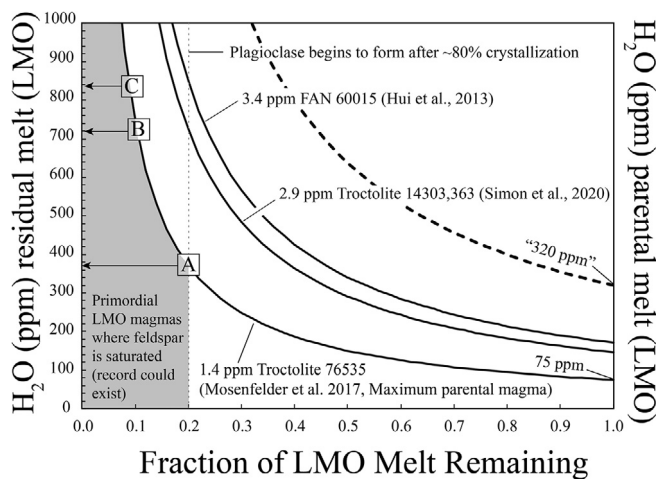 H2O (ppm) residual melt (LMO)
1000
900
800
700
600
500
400
300
200
100
0
C
B
A
Plagioclase begins to form after ~80% crystallization
3.4 ppm FAN 60015 (Hui et al., 2013)
2.9 ppm Troctolite 14303,363 (Simon et al., 2020)
"320 ppm"
Primordial
LMO magmas
where feldspar
is saturated
(record could
exist)
1.4 ppm Troctolite 76535
(Mosenfelder et al. 2017, Maximum parental magma)
75 ppm
0.0 0.1 0.2 0.3 0.4 0.5 0.6 0.7 0.8 0.9 1.0
Fraction of LMO Melt Remaining
H2O (ppm) parental melt (LMO)